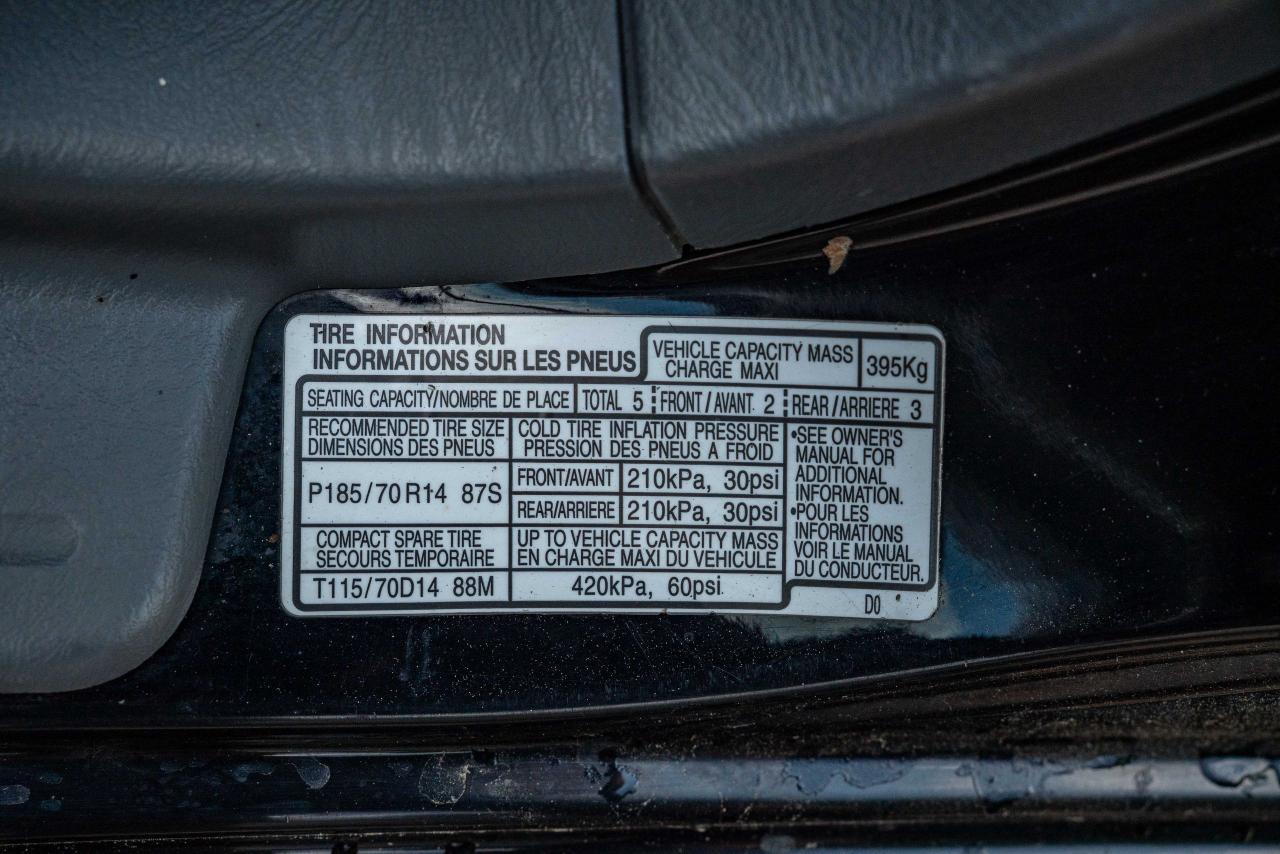 TIRE INFORMATION
INFORMATIONS SUR LES PNEUS
VEHICLE CAPACITY MASS
CHARGE MAXI
395Kg
SEATING CAPACITY/NOMBRE DE PLACE
TOTAL 5
FRONT/AVANT 2
REAR/ARRIERE 3
RECOMMENDED TIRE SIZE
DIMENSIONS DES PNEUS
COLD TIRE INFLATION PRESSURE
PRESSION DES PNEUS A FROID
P185/70R14 87S
FRONT/AVANT
210kPa, 30psi
REAR/ARRIERE
210kPa, 30psi
COMPACT SPARE TIRE
SECOURS TEMPORAIRE
UP TO VEHICLE CAPACITY MASS
EN CHARGE MAXI DU VEHICULE
T115/70D14 88M
420kPa, 60psi
•SEE OWNER'S
MANUAL FOR
ADDITIONAL
INFORMATION.
•POUR LES
INFORMATIONS
VOIR LE MANUAL
DU CONDUCTEUR.
D0